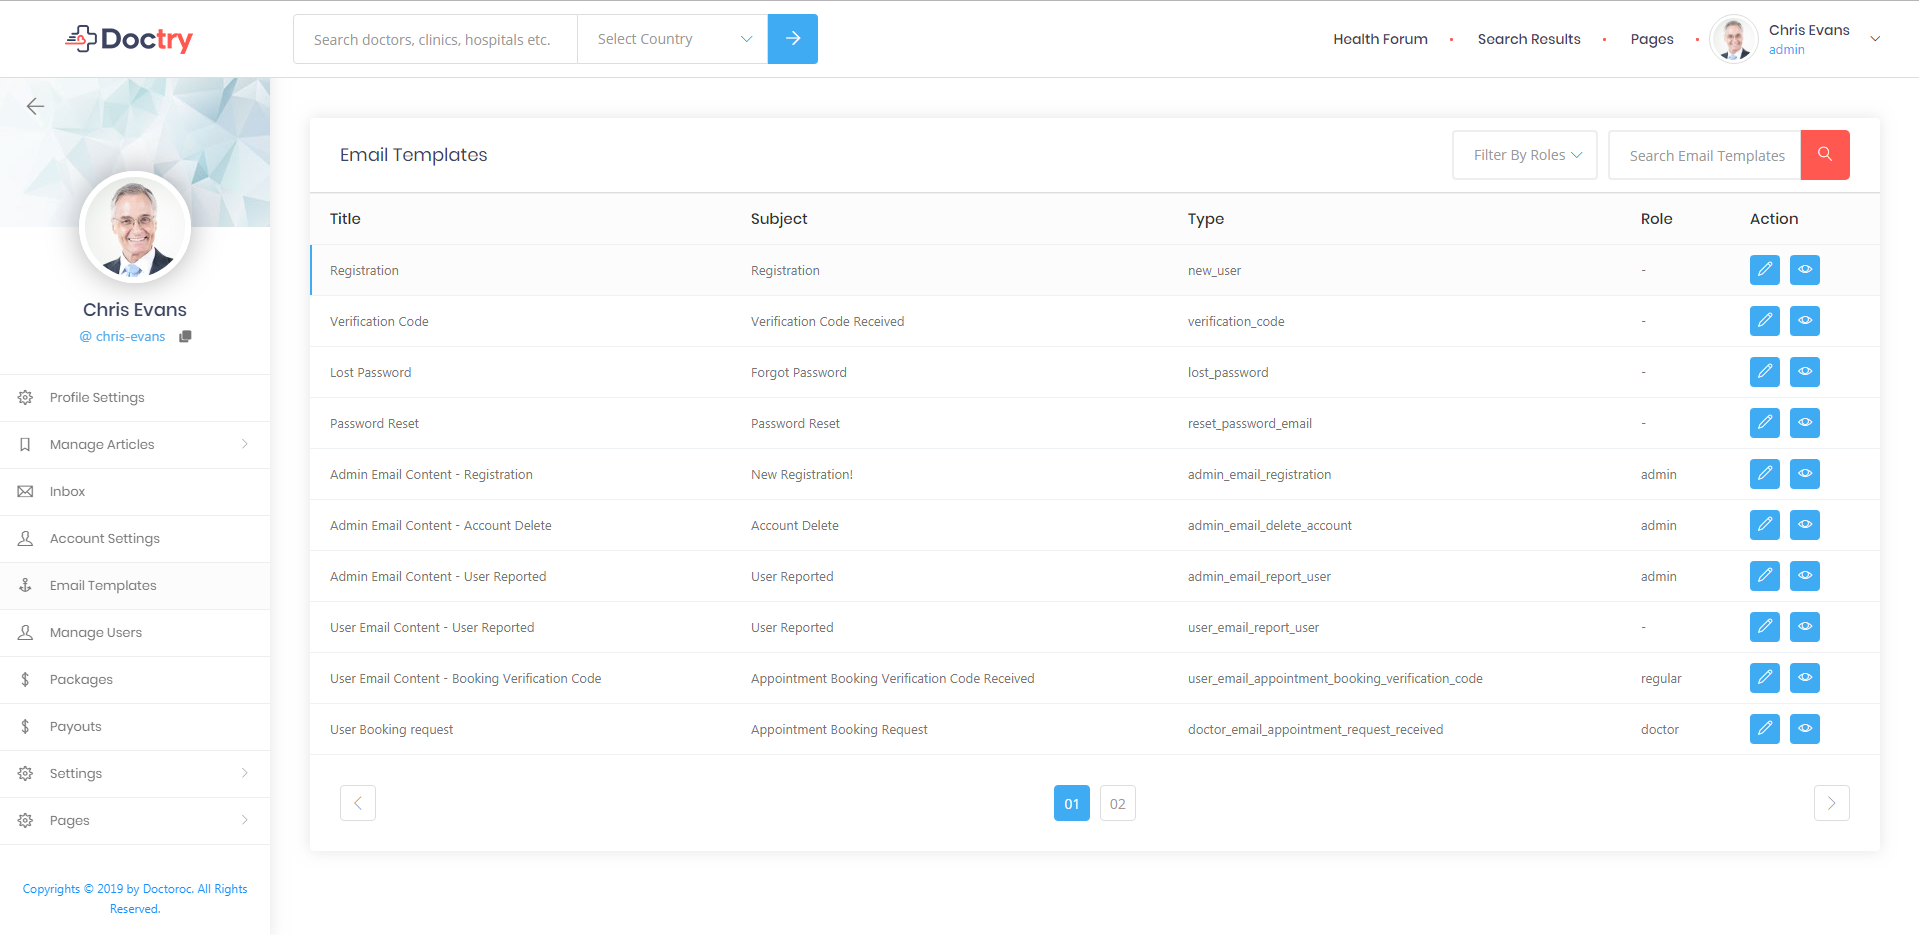 Doctry
Search doctors, clinics, hospitals etc.
Select Country
Health Forum
Search Results
Pages
Chris Evans
admin
Chris Evans
@ chris-evans
Profile Settings
Manage Articles
Inbox
Account Settings
Email Templates
Manage Users
Packages
Payouts
Settings
Pages
Copyrights © 2019 by Doctoroc. All Rights
Reserved.
Email Templates
Filter By Roles
Search Email Templates
Title Subject Type Role Action
Registration Registration new_user -
Verification Code Verification Code Received verification_code -
Lost Password Forgot Password lost_password -
Password Reset Password Reset reset_password_email -
Admin Email Content - Registration New Registration! admin_email_registration admin
Admin Email Content - Account Delete Account Delete admin_email_delete_account admin
Admin Email Content - User Reported User Reported admin_email_report_user admin
User Email Content - User Reported User Reported user_email_report_user -
User Email Content - Booking Verification Code Appointment Booking Verification Code Received user_email_appointment_booking_verification_code regular
User Booking request Appointment Booking Request doctor_email_appointment_request_received doctor
01 02